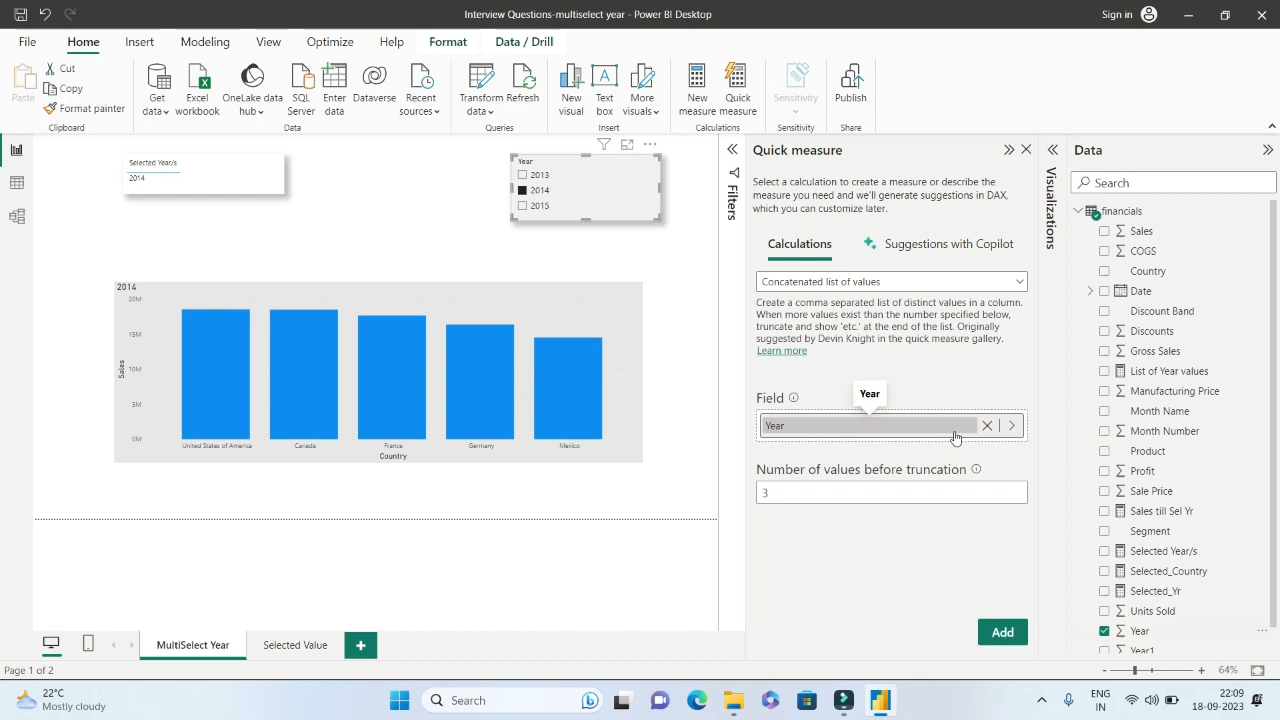 Interview Questions-multiselect year - Power BI Desktop
Sign in
File Home Insert Modeling View Optimize Help Format Data / Drill
Paste
Cut
Copy
Format painter
Clipboard
Get data
Excel workbook
OneLake data hub
SQL Server
Enter data
Dataverse
Recent sources
Data
Transform data
Refresh
Queries
New visual
Text box
More visuals
Insert
New measure
Quick measure
Calculations
Sensitivity
Sensitivity
Publish
Share
Selected Year/s
2014
Year
2013
2014
2015
2014
20M
15M
10M
5M
0M
Sales
United States of America
Canada
France
Germany
Mexico
Country
Filters
Quick measure
Select a calculation to create a measure or describe the
measure you need and we'll generate suggestions in DAX,
which you can customize later.
Calculations
Suggestions with Copilot
Concatenated list of values
Create a comma separated list of distinct values in a column.
When more values exist than the number specified below,
truncate and show 'etc.' at the end of the list. Originally
suggested by Devin Knight in the quick measure gallery.
Learn more
Year
Field
Year
Number of values before truncation
3
Add
Visualizations
Data
Search
financials
Sales
COGS
Country
Date
Discount Band
Discounts
Gross Sales
List of Year values
Manufacturing Price
Month Name
Month Number
Product
Profit
Sale Price
Sales till Sel Yr
Segment
Selected Year/s
Selected_Country
Selected_Yr
Units Sold
Year
Year1
MultiSelect Year
Selected Value
Page 1 of 2
64%
22°C
Mostly cloudy
Search
ENG
IN
22:09
18-09-2023